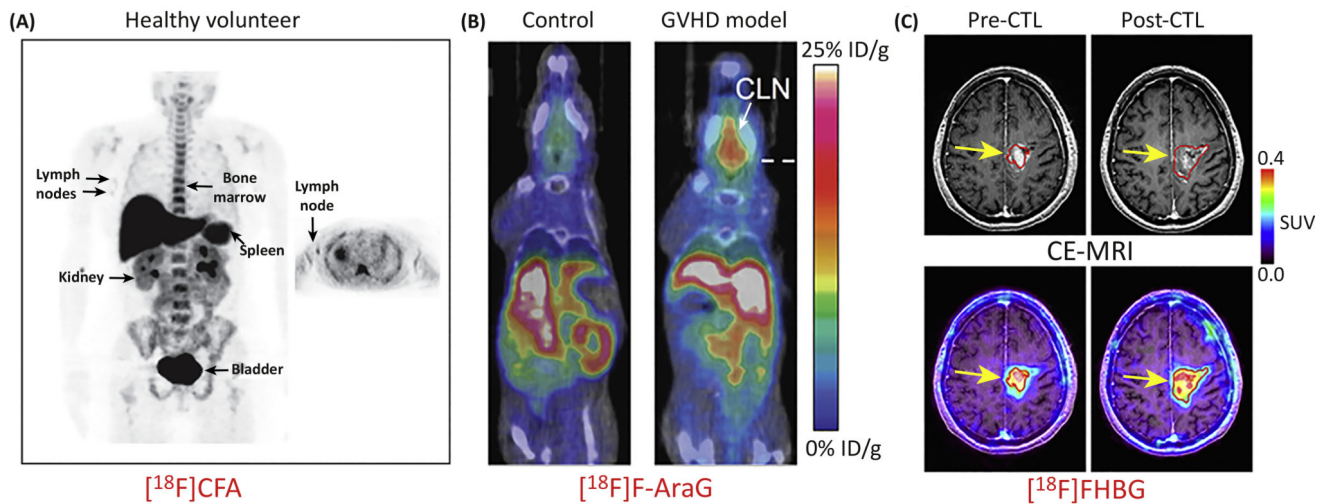 (A)
Healthy volunteer
Lymph
nodes
Bone
marrow
Spleen
Kidney
Bladder
Lymph
node
[¹⁸F]CFA
(B)
Control
GVHD model
CLN
25% ID/g
0% ID/g
[¹⁸F]F-AraG
(C)
Pre-CTL
Post-CTL
CE-MRI
0.4
SUV
0.0
[¹⁸F]FHBG